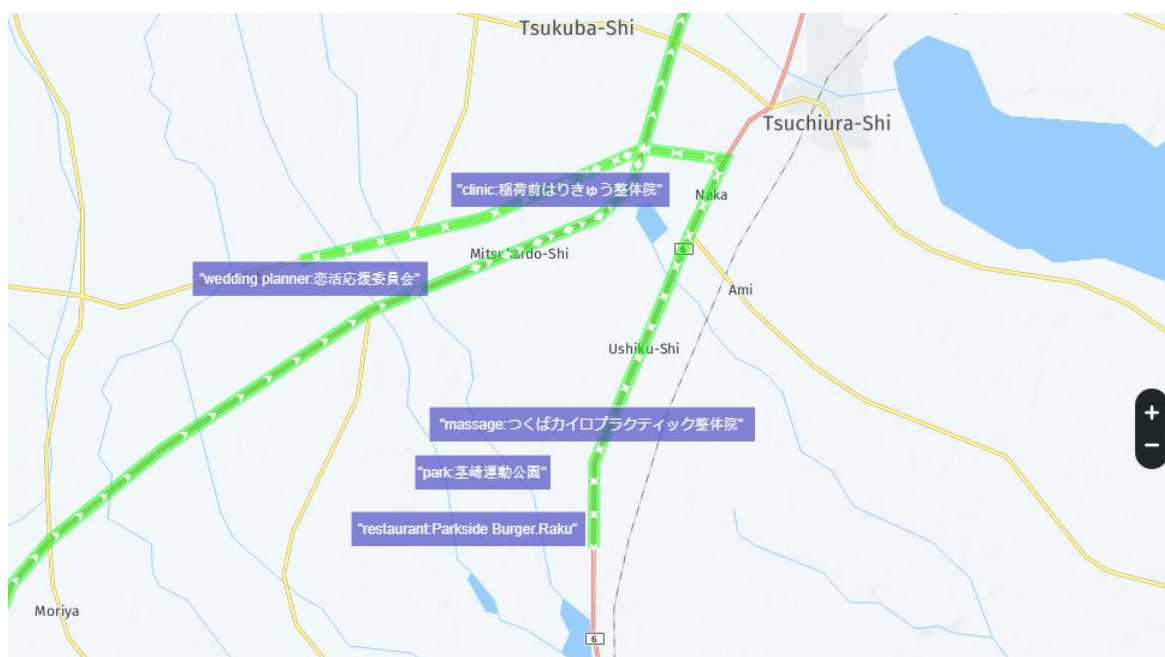 Tsukuba-Shi
Tsuchiura-Shi
"clinic:稲荷前はりきゅう整体院"
Naka
6
"wedding planner:恋活応援委員会"
Ami
Ushiku-Shi
"massage:つくばカイロプラクティック整体院"
+
−
"park:茎崎運動公園"
"restaurant:Parkside Burger.Raku"
Moriya
6